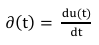 ∂(t) = du(t)/dt